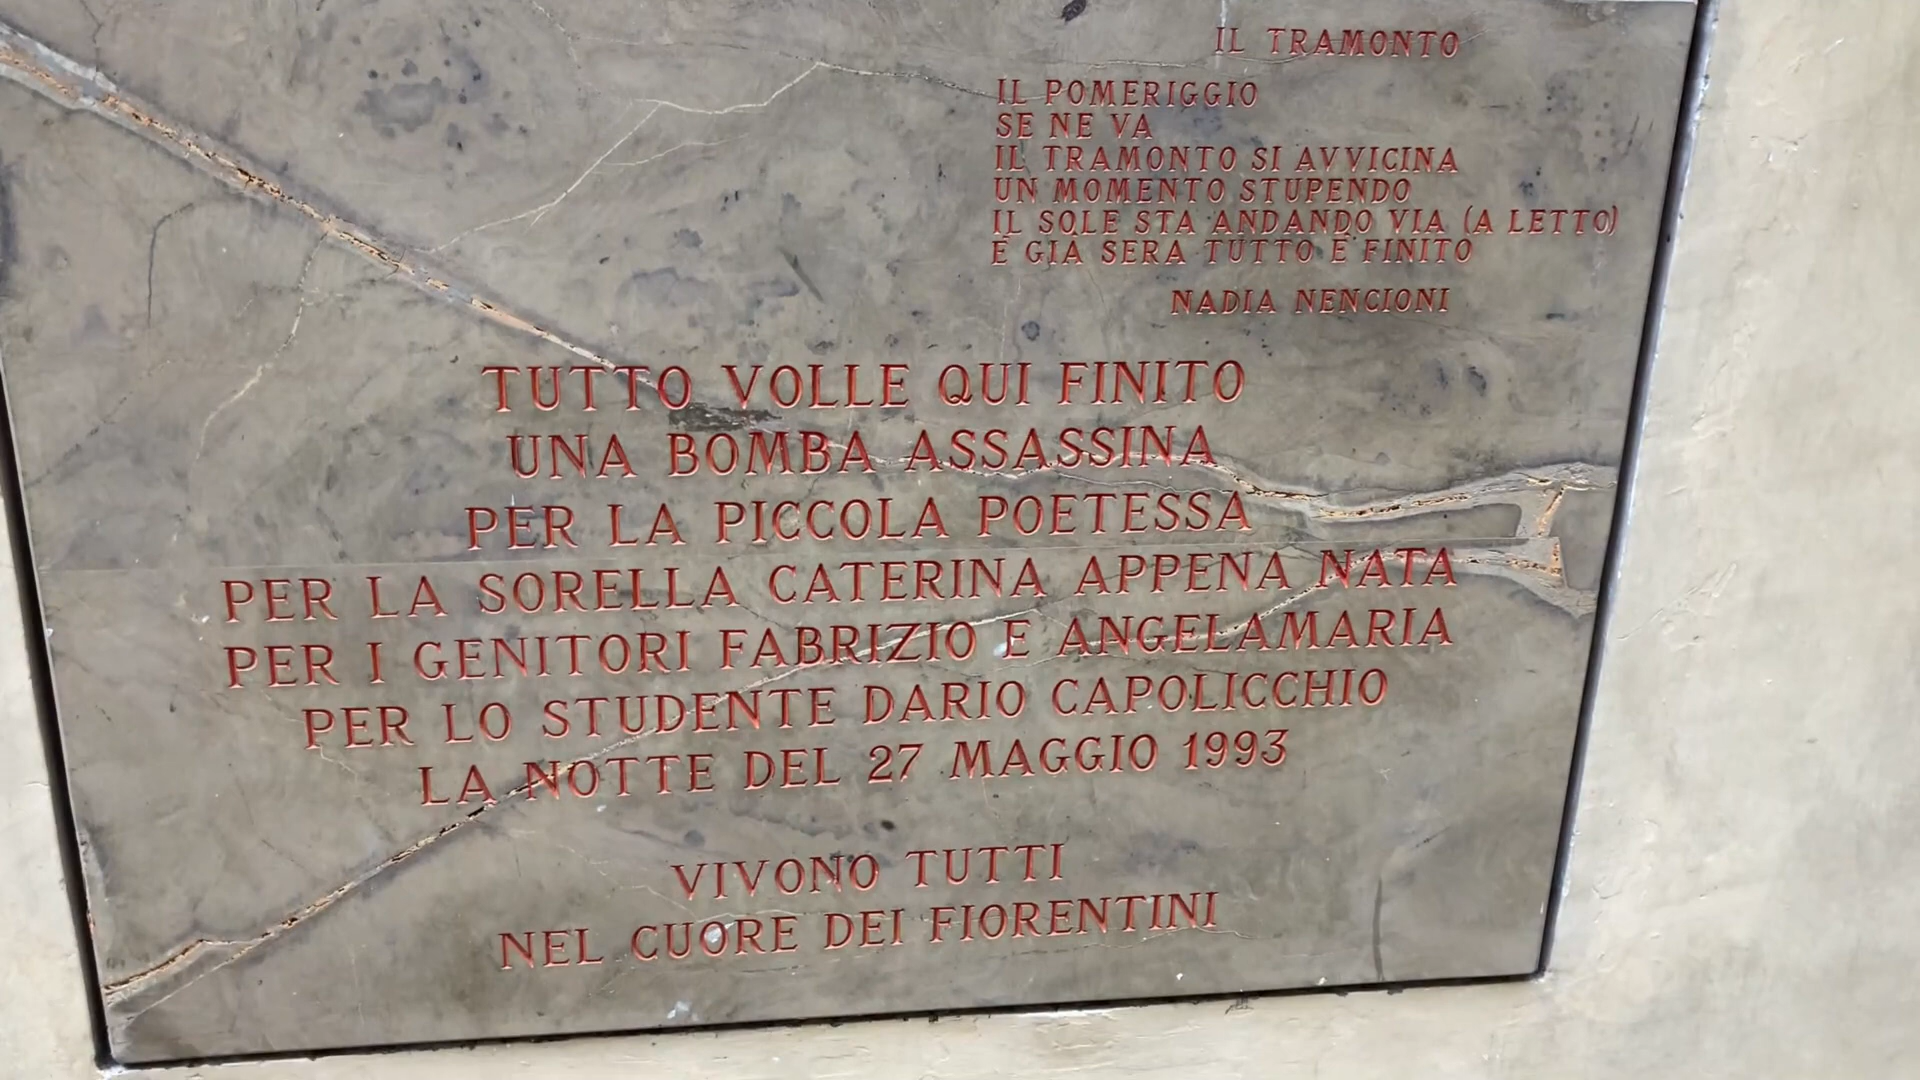 IL TRAMONTO
IL POMERIGGIO
SE NE VA
IL TRAMONTO SI AVVICINA
UN MOMENTO STUPENDO
IL SOLE STA ANDANDO VIA (A LETTO)
È GIÀ SERA TUTTO È FINITO
NADIA NENCIONI
TUTTO VOLLE QUI FINITO
UNA BOMBA ASSASSINA
PER LA PICCOLA POETESSA
PER LA SORELLA CATERINA APPENA NATA
PER I GENITORI FABRIZIO E ANGELAMARIA
PER LO STUDENTE DARIO CAPOLICCHIO
LA NOTTE DEL 27 MAGGIO 1993
VIVONO TUTTI
NEL CUORE DEI FIORENTINI